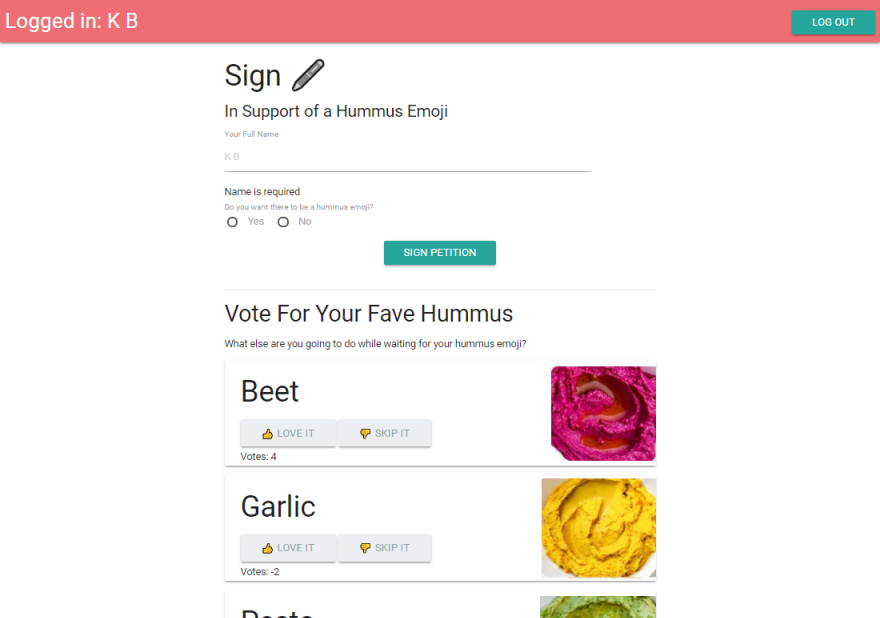 Logged in: K B
LOG OUT
Sign
In Support of a Hummus Emoji
Your Full Name
K B
Name is required
Do you want there to be a hummus emoji?
Yes No
SIGN PETITION
Vote For Your Fave Hummus
What else are you going to do while waiting for your hummus emoji?
Beet
👍 LOVE IT 👎 SKIP IT
Votes: 4
Garlic
👍 LOVE IT 👎 SKIP IT
Votes: -2